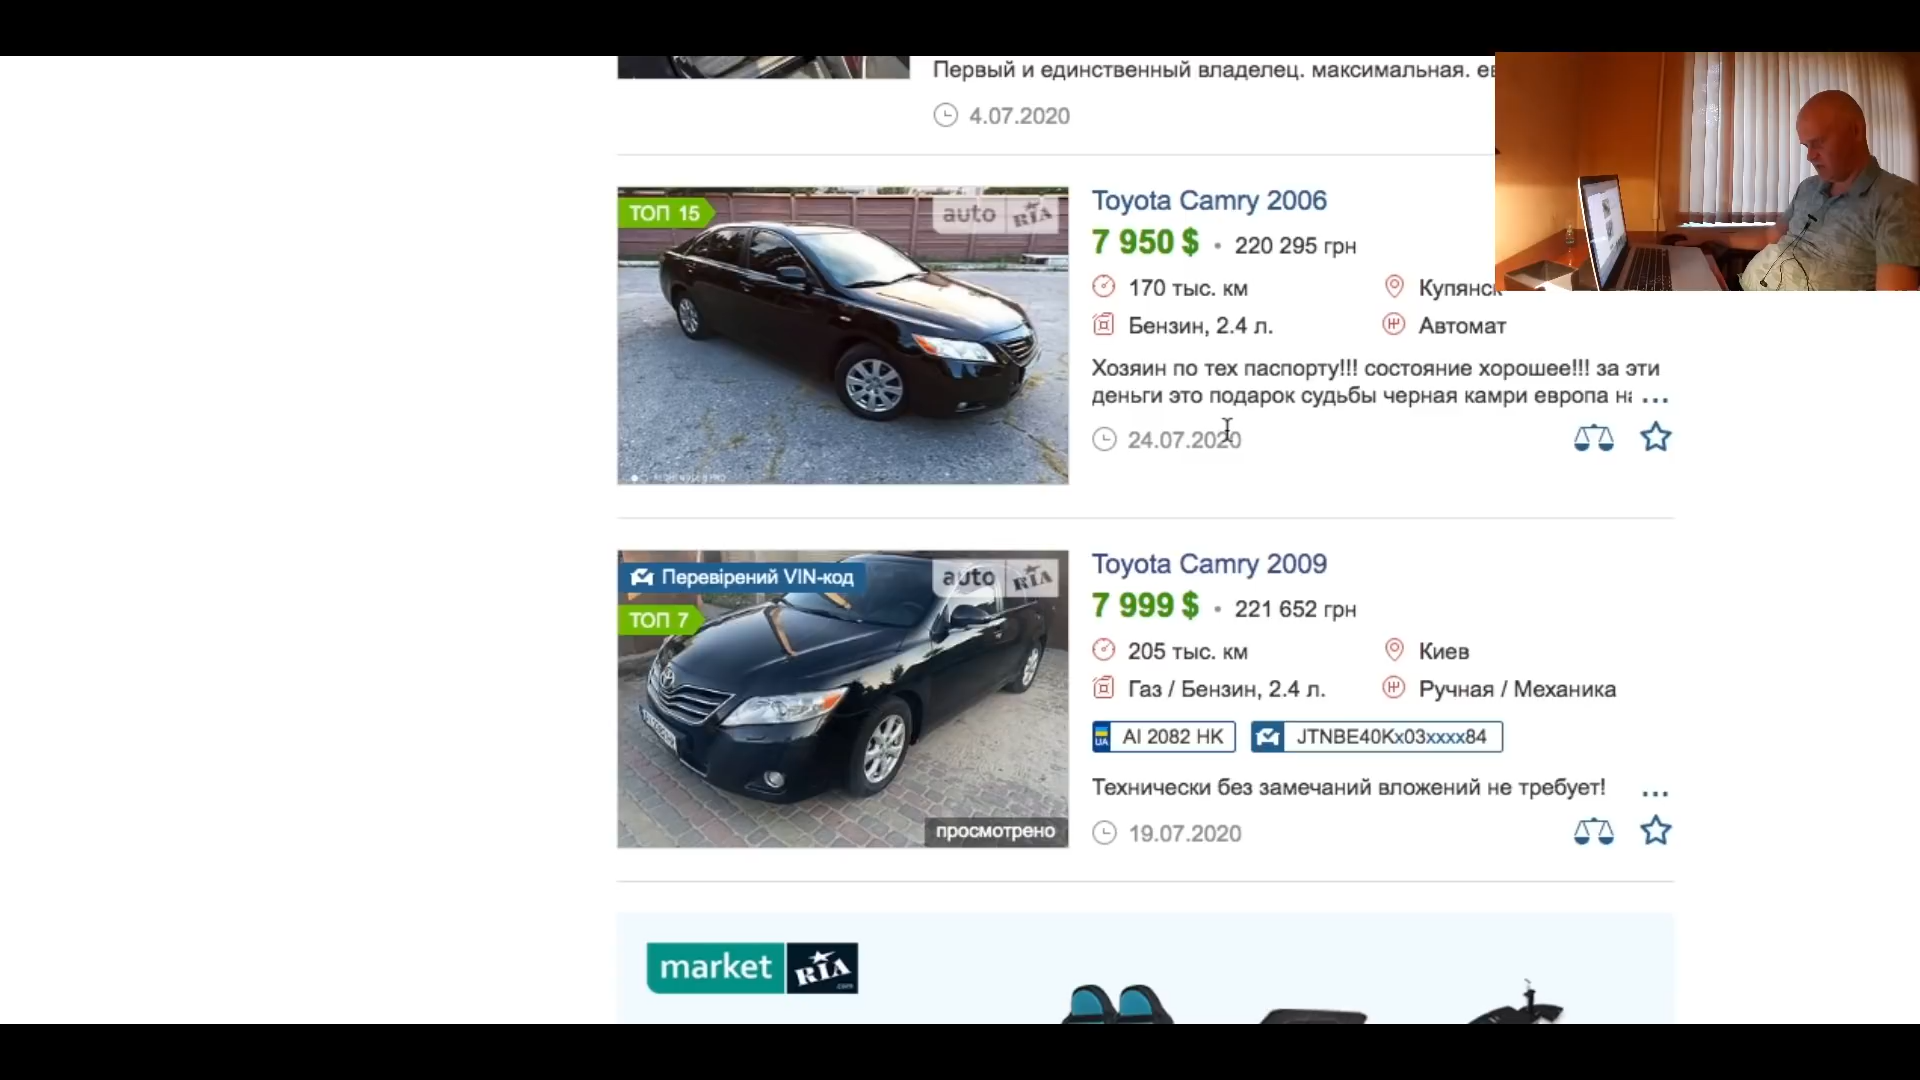 Первый и единственный владелец. максимальная.
4.07.2020
ТОП 15
auto RIA
Toyota Camry 2006
7 950 $ • 220 295 грн
170 тыс. км
Купянск
Бензин, 2.4 л.
Автомат
Хозяин по тех паспорту!!! состояние хорошее!!! за эти
деньги это подарок судьбы черная камри европа ...
24.07.2020
Перевірений VIN-код
auto RIA
ТОП 7
просмотрено
Toyota Camry 2009
7 999 $ • 221 652 грн
205 тыс. км
Киев
Газ / Бензин, 2.4 л.
Ручная / Механика
UA AI 2082 HK
JTNBE40Kx03xxxx84
Технически без замечаний вложений не требует! ...
19.07.2020
market RIA .com